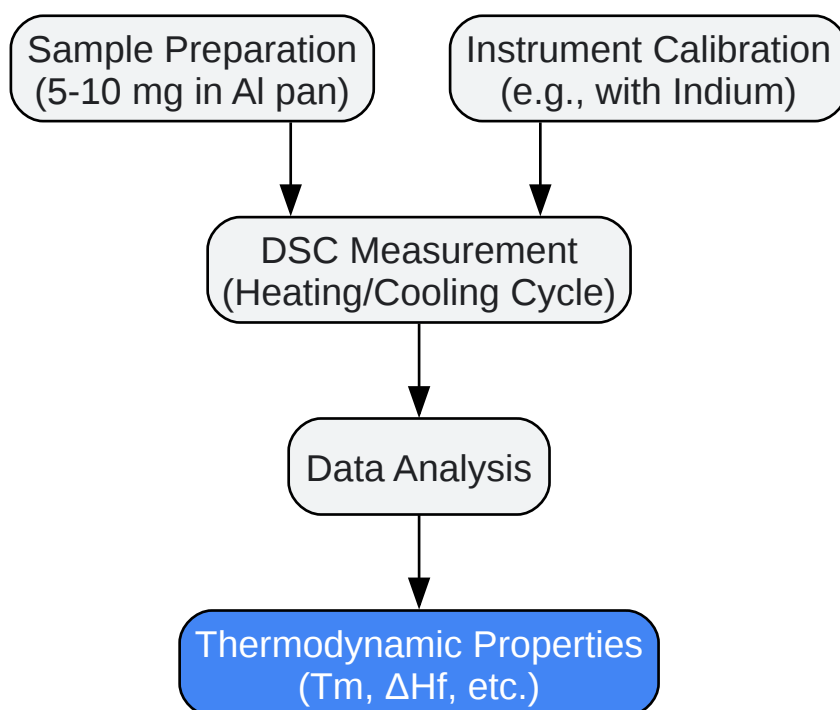 Sample Preparation
(5-10 mg in Al pan)
Instrument Calibration
(e.g., with Indium)
DSC Measurement
(Heating/Cooling Cycle)
Data Analysis
Thermodynamic Properties
(Tm, ΔHf, etc.)